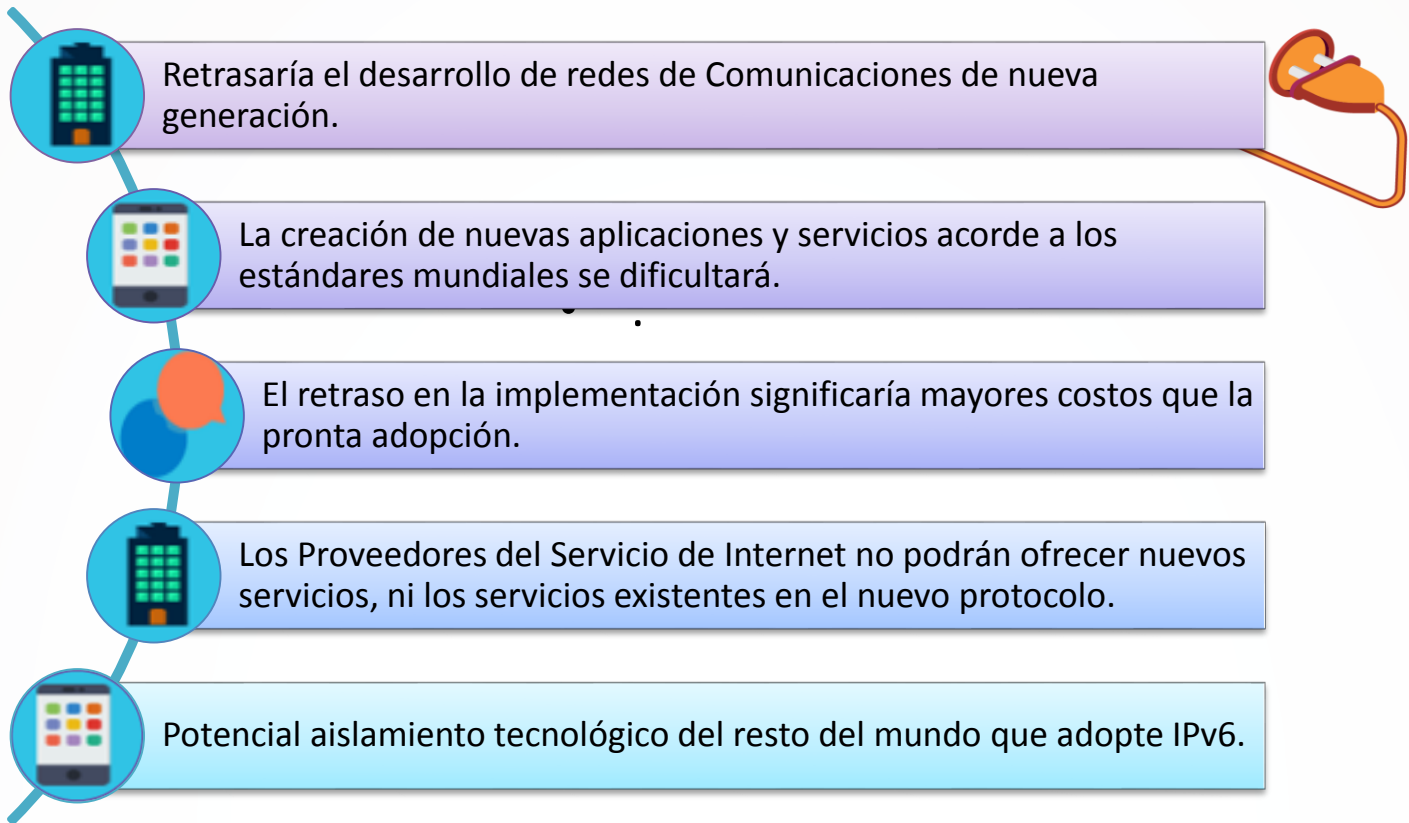 Retrasaría el desarrollo de redes de Comunicaciones de nueva
generación.
La creación de nuevas aplicaciones y servicios acorde a los
estándares mundiales se dificultará.
El retraso en la implementación significaría mayores costos que la
pronta adopción.
Los Proveedores del Servicio de Internet no podrán ofrecer nuevos
servicios, ni los servicios existentes en el nuevo protocolo.
Potencial aislamiento tecnológico del resto del mundo que adopte IPv6.